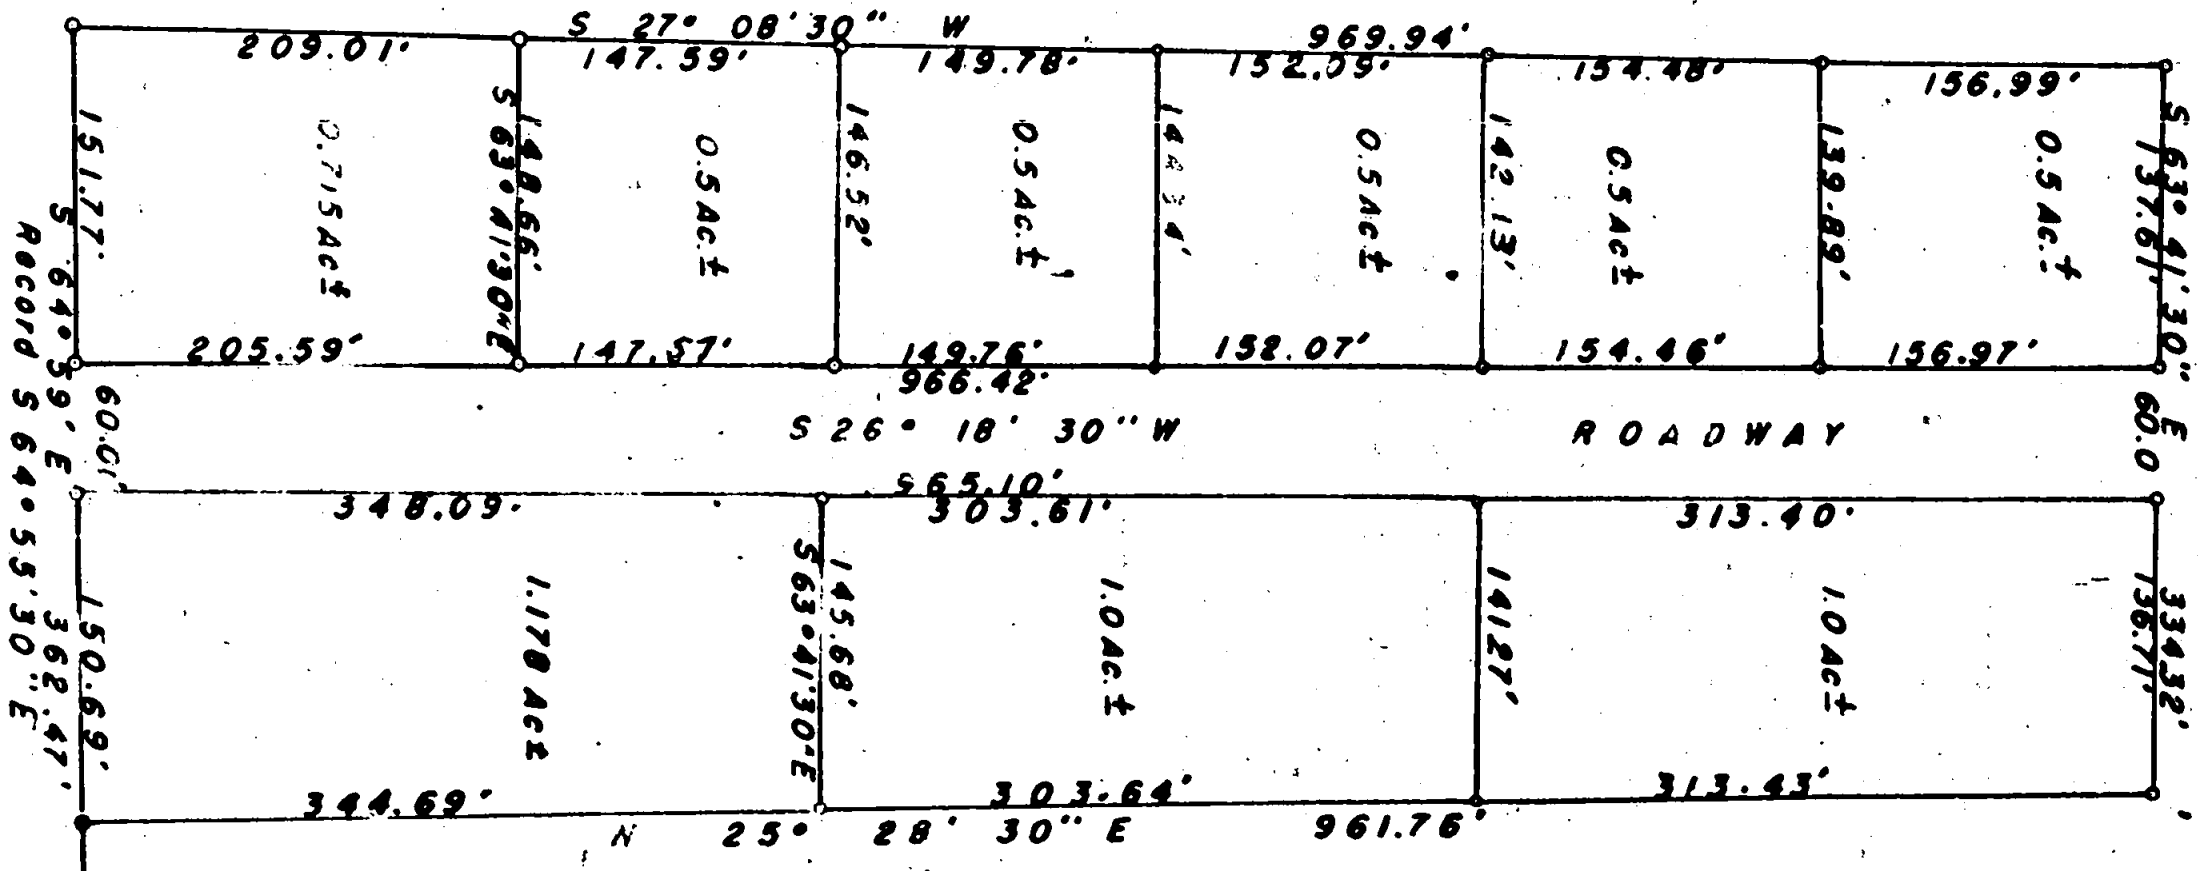 S 27° 08'30" W
969.94'
209.01'
147.59'
149.78'
152.09'
154.48'
156.99'
151.77'
S 63° 41'30"E
148.66'
146.52'
142.13'
139.89'
137.61'
S 63° 41'30" E
0.715 Ac ±
0.5 Ac. ±
0.5 Ac. ±
0.5 Ac. ±
0.5 Ac ±
0.5 Ac. ±
205.59'
147.57'
149.76'
152.07'
154.46'
156.97'
966.42'
S 64° 59' E 362.47'
Record S 64° 55'30" E
60.01'
S 26° 18' 30" W
ROADWAY
60.0
965.10'
348.09'
303.61'
313.40'
150.69'
1.178 Ac ±
S 63° 41'30"E
145.68'
1.0 Ac. ±
141.27'
1.0 Ac ±
136.71'
334.32'
344.69'
303.64'
313.43'
N 25° 28' 30" E
961.76'